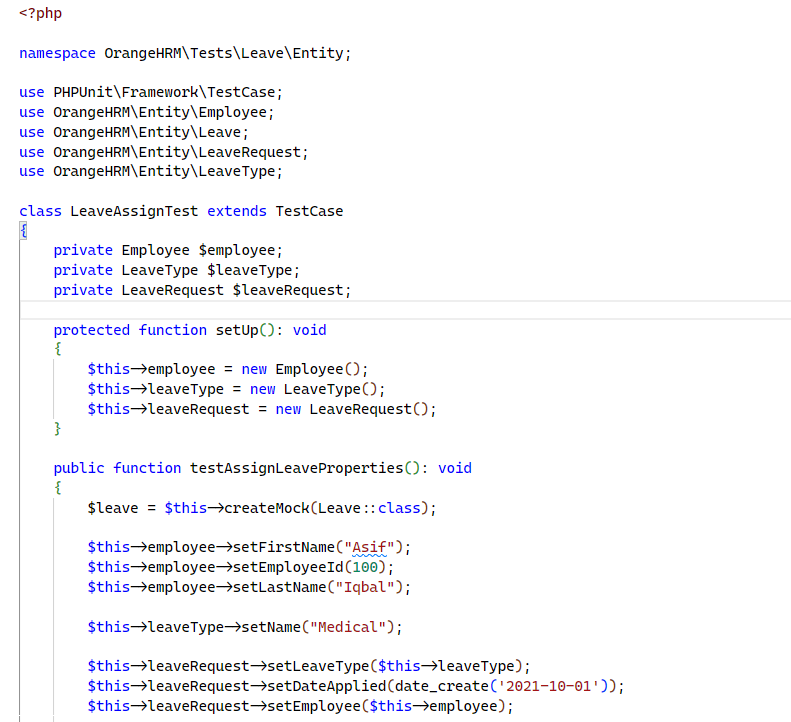 <?php
namespace OrangeHRM\Tests\Leave\Entity;
use PHPUnit\Framework\TestCase;
use OrangeHRM\Entity\Employee;
use OrangeHRM\Entity\Leave;
use OrangeHRM\Entity\LeaveRequest;
use OrangeHRM\Entity\LeaveType;
class LeaveAssignTest extends TestCase
{
    private Employee $employee;
    private LeaveType $leaveType;
    private LeaveRequest $leaveRequest;
    protected function setUp(): void
    {
        $this->employee = new Employee();
        $this->leaveType = new LeaveType();
        $this->leaveRequest = new LeaveRequest();
    }
    public function testAssignLeaveProperties(): void
    {
        $leave = $this->createMock(Leave::class);
        $this->employee->setFirstName("Asif");
        $this->employee->setEmployeeId(100);
        $this->employee->setLastName("Iqbal");
        $this->leaveType->setName("Medical");
        $this->leaveRequest->setLeaveType($this->leaveType);
        $this->leaveRequest->setDateApplied(date_create('2021-10-01'));
        $this->leaveRequest->setEmployee($this->employee);